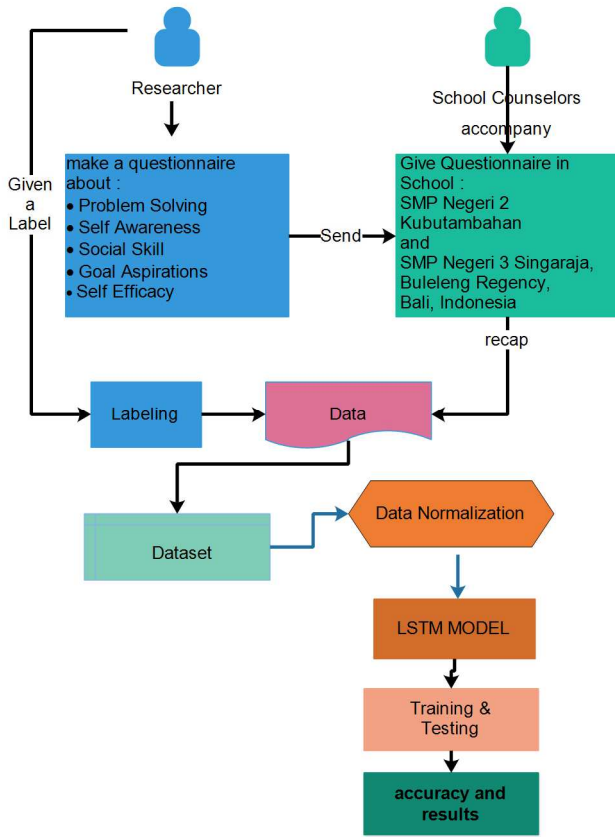 Researcher
School Counselors
accompany
Given
a
Label
make a questionnaire
about :
• Problem Solving
• Self Awareness
• Social Skill
• Goal Aspirations
• Self Efficacy
Send
Give Questionnaire in
School :
SMP Negeri 2
Kubutambahan
and
SMP Negeri 3 Singaraja,
Buleleng Regency,
Bali, Indonesia
recap
Labeling
Data
Dataset
Data Normalization
LSTM MODEL
Training &
Testing
accuracy and
results